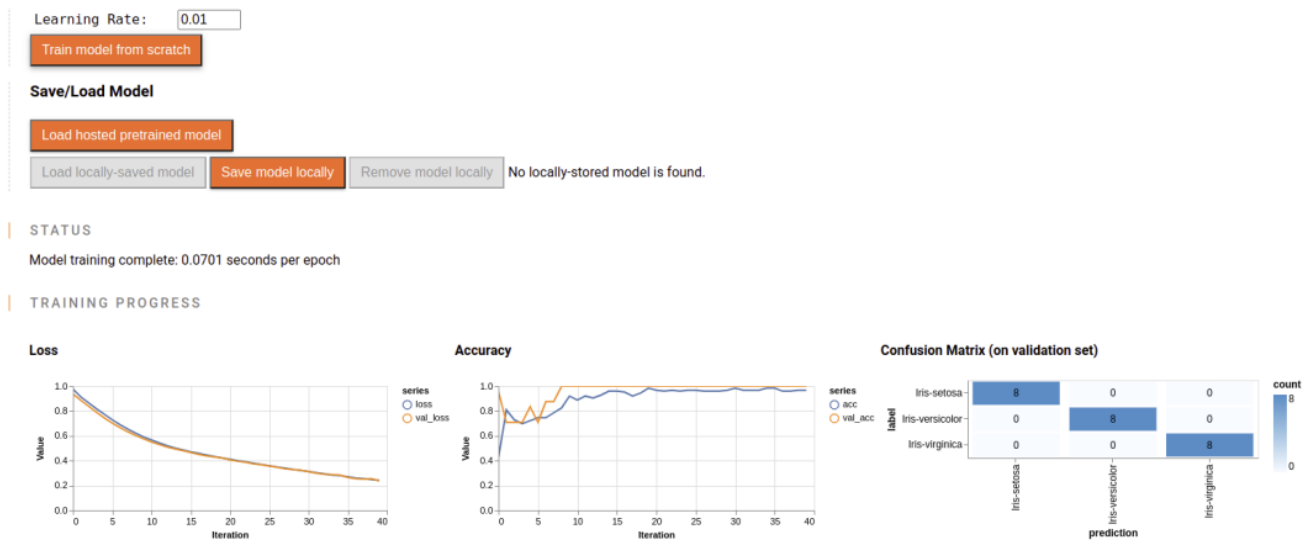 Learning Rate: 0.01
Train model from scratch
Save/Load Model
Load hosted pretrained model
Load locally-saved model Save model locally Remove model locally No locally-stored model is found.
STATUS
Model training complete: 0.0701 seconds per epoch
TRAINING PROGRESS
Loss
1.0
0.8
0.6
0.4
0.2
0.0
Value
0 5 10 15 20 25 30 35 40
Iteration
series
loss
val_loss
Accuracy
1.0
0.8
0.6
0.4
0.2
0.0
Value
0 5 10 15 20 25 30 35 40
Iteration
series
acc
val_acc
Confusion Matrix (on validation set)
label
Iris-setosa 8 0 0
Iris-versicolor 0 8 0
Iris-virginica 0 0 8
Iris-setosa
Iris-versicolor
Iris-virginica
prediction
count
8
0